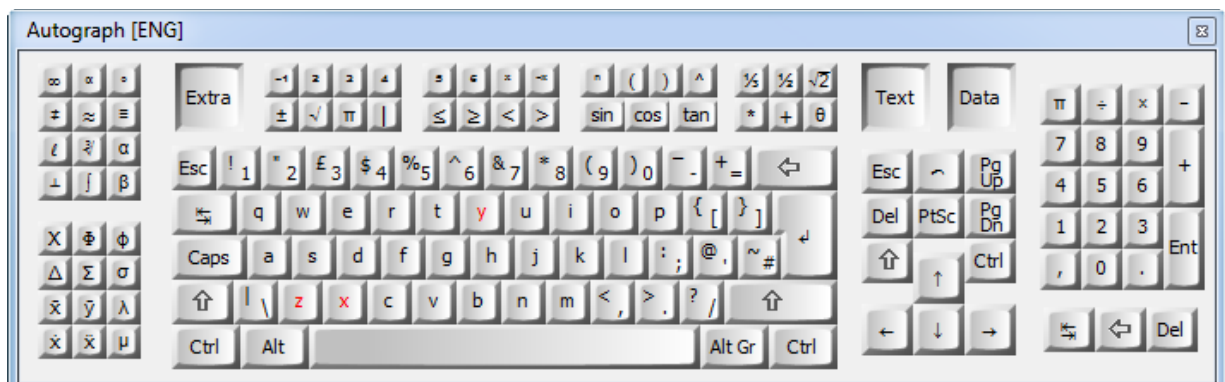 Autograph [ENG]
∞ ∝ °
≠ ≈ ≡
ℓ α
⊥ ∫ β
Χ Φ ϕ
Δ Σ σ
x̄ ȳ λ
ẋ ẍ μ
Extra
⁻¹ ² ³ ⁴
± √ π |
⁵ ⁶ ˣ ⁻ˣ
≤ ≥ < >
ⁿ ( ) ^
sin cos tan
⅓ ½ √2
* + θ
Text Data
Esc ! 1 " 2 £ 3 $ 4 % 5 ^ 6 & 7 * 8 ( 9 ) 0 - + = ⇦
↹ q w e r t y u i o p { [ } ] ↲
Caps a s d f g h j k l : ; @ ' ~ #
⇧ | \ z x c v b n m < , > . ? / ⇧
Ctrl Alt Alt Gr Ctrl
Esc Pg Up
Del PtSc Pg Dn
⇧ ↑ Ctrl
← ↓ →
π ÷ × -
7 8 9 +
4 5 6
1 2 3 Ent
, 0 .
↹ ⇦ Del